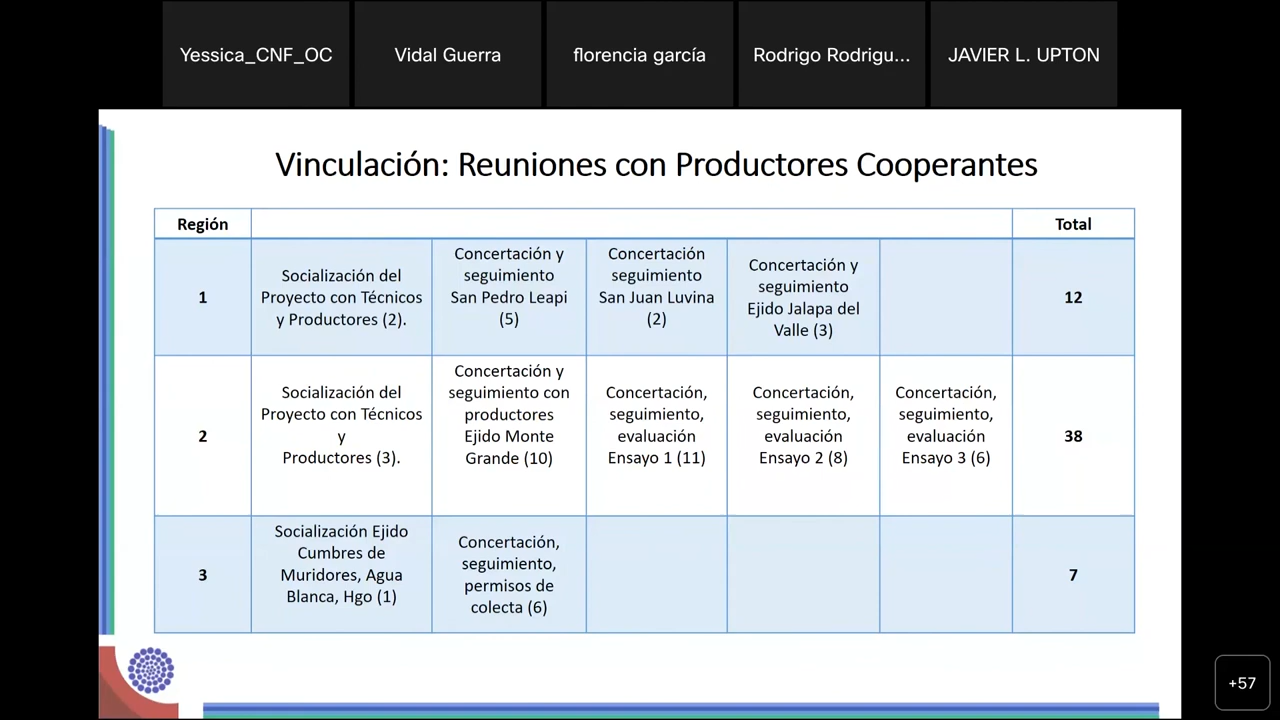 Yessica_CNF_OC
Vidal Guerra
florencia garcía
Rodrigo Rodrigu...
JAVIER L. UPTON
Vinculación: Reuniones con Productores Cooperantes
Región
Total
1
Socialización del
Proyecto con Técnicos
y Productores (2).
Concertación y
seguimiento
San Pedro Leapi
(5)
Concertación
seguimiento
San Juan Luvina
(2)
Concertación y
seguimiento
Ejido Jalapa del
Valle (3)
12
2
Socialización del
Proyecto con Técnicos
y
Productores (3).
Concertación y
seguimiento con
productores
Ejido Monte
Grande (10)
Concertación,
seguimiento,
evaluación
Ensayo 1 (11)
Concertación,
seguimiento,
evaluación
Ensayo 2 (8)
Concertación,
seguimiento,
evaluación
Ensayo 3 (6)
38
3
Socialización Ejido
Cumbres de
Muridores, Agua
Blanca, Hgo (1)
Concertación,
seguimiento,
permisos de
colecta (6)
7
+57